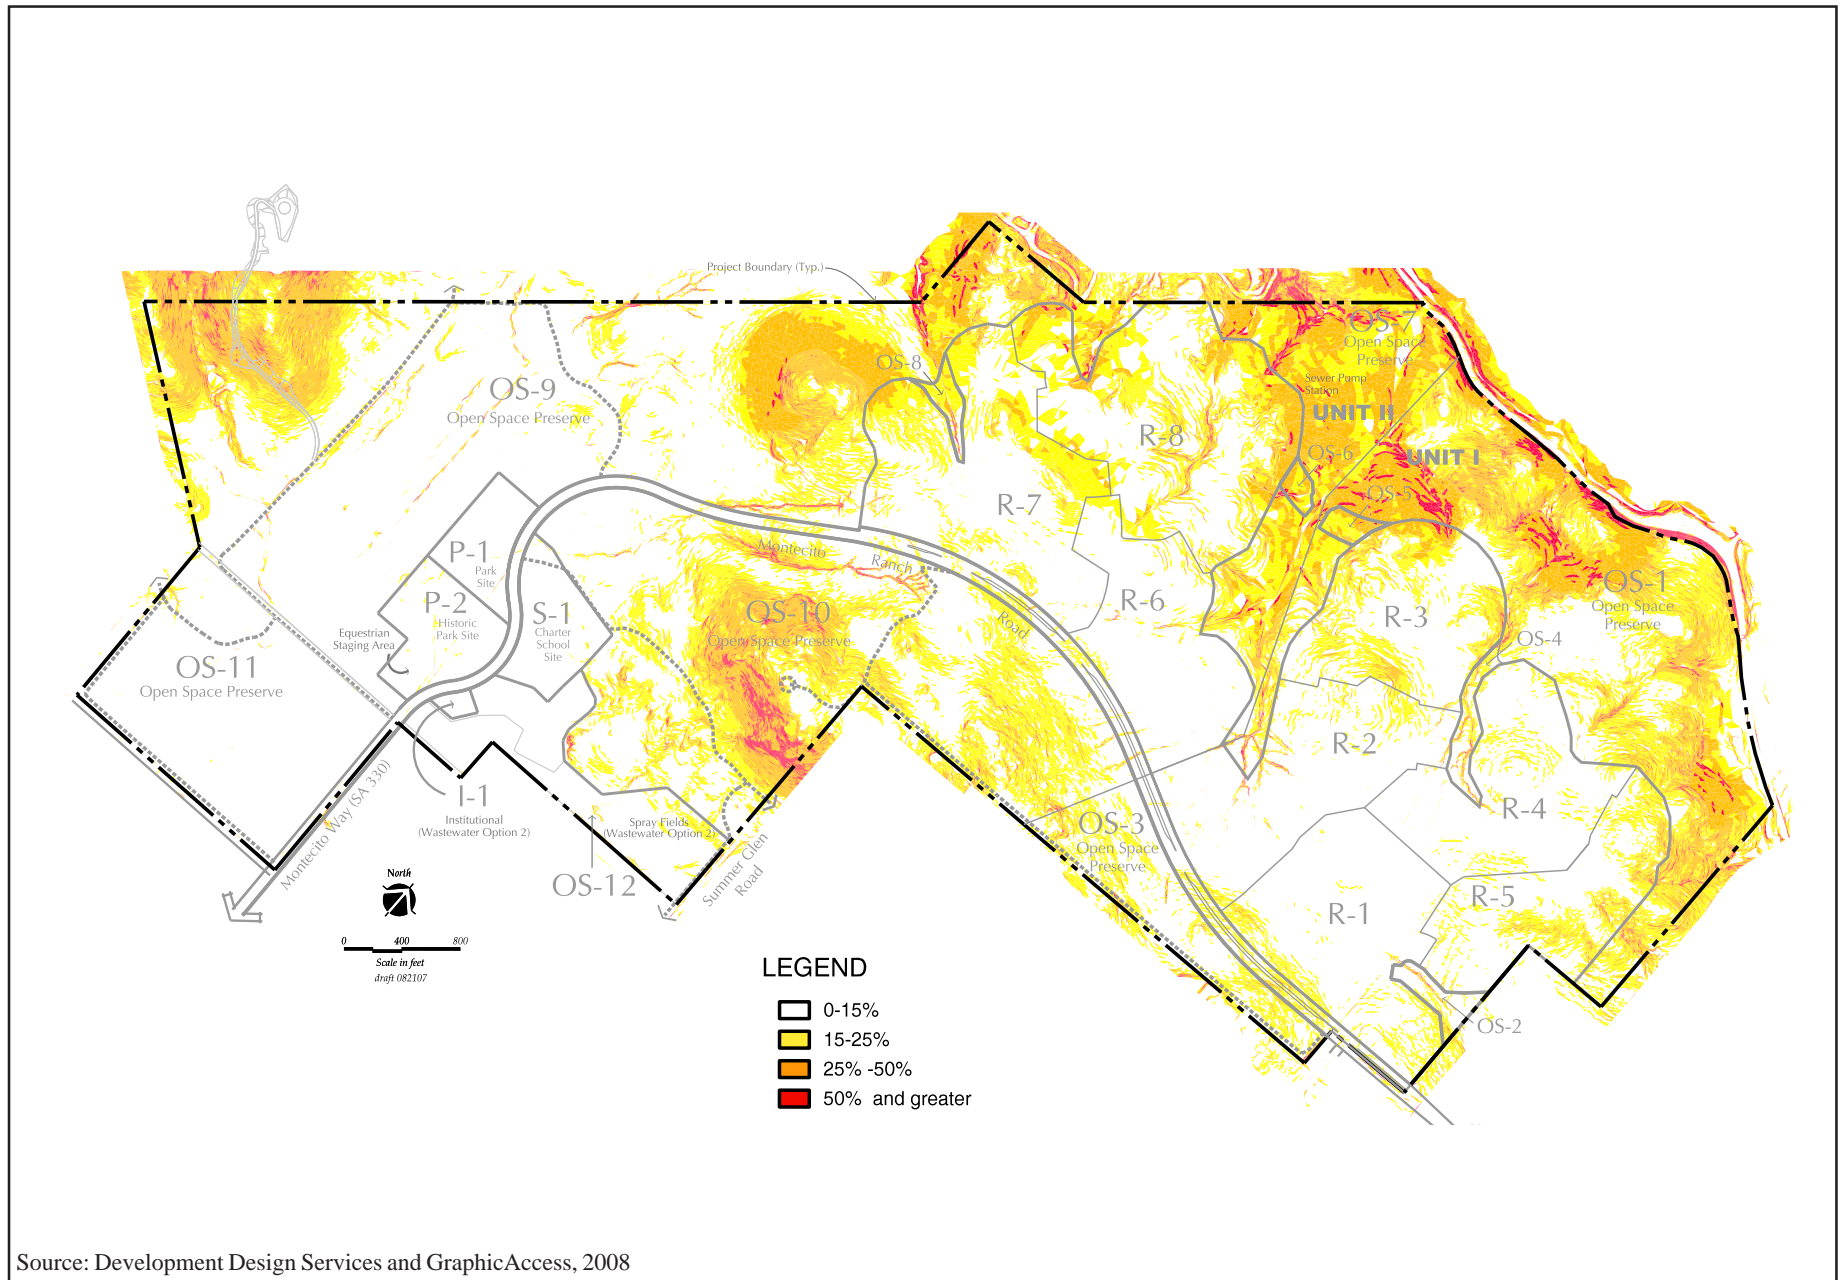 Project Boundary (Typ.)
OS-7
Open Space
Preserve
OS-8
Sewer Pump
Station
OS-9
Open Space Preserve
UNIT II
R-8
OS-6
UNIT I
OS-5
R-7
Montecito
Ranch
Road
P-1
Park
Site
P-2
Historic
Park Site
S-1
Charter
School
Site
OS-10
Open Space Preserve
R-6
R-3
OS-1
Open Space
Preserve
OS-4
Equestrian
Staging Area
OS-11
Open Space Preserve
R-2
R-4
I-1
Institutional
(Wastewater Option 2)
Spray Fields
(Wastewater Option 2)
OS-3
Open Space
Preserve
Montecito Way (SA 330)
OS-12
Summer Glen
Road
R-5
R-1
OS-2
North
0 400 800
Scale in feet
draft 082107
LEGEND
0-15%
15-25%
25% -50%
50% and greater
Source: Development Design Services and GraphicAccess, 2008